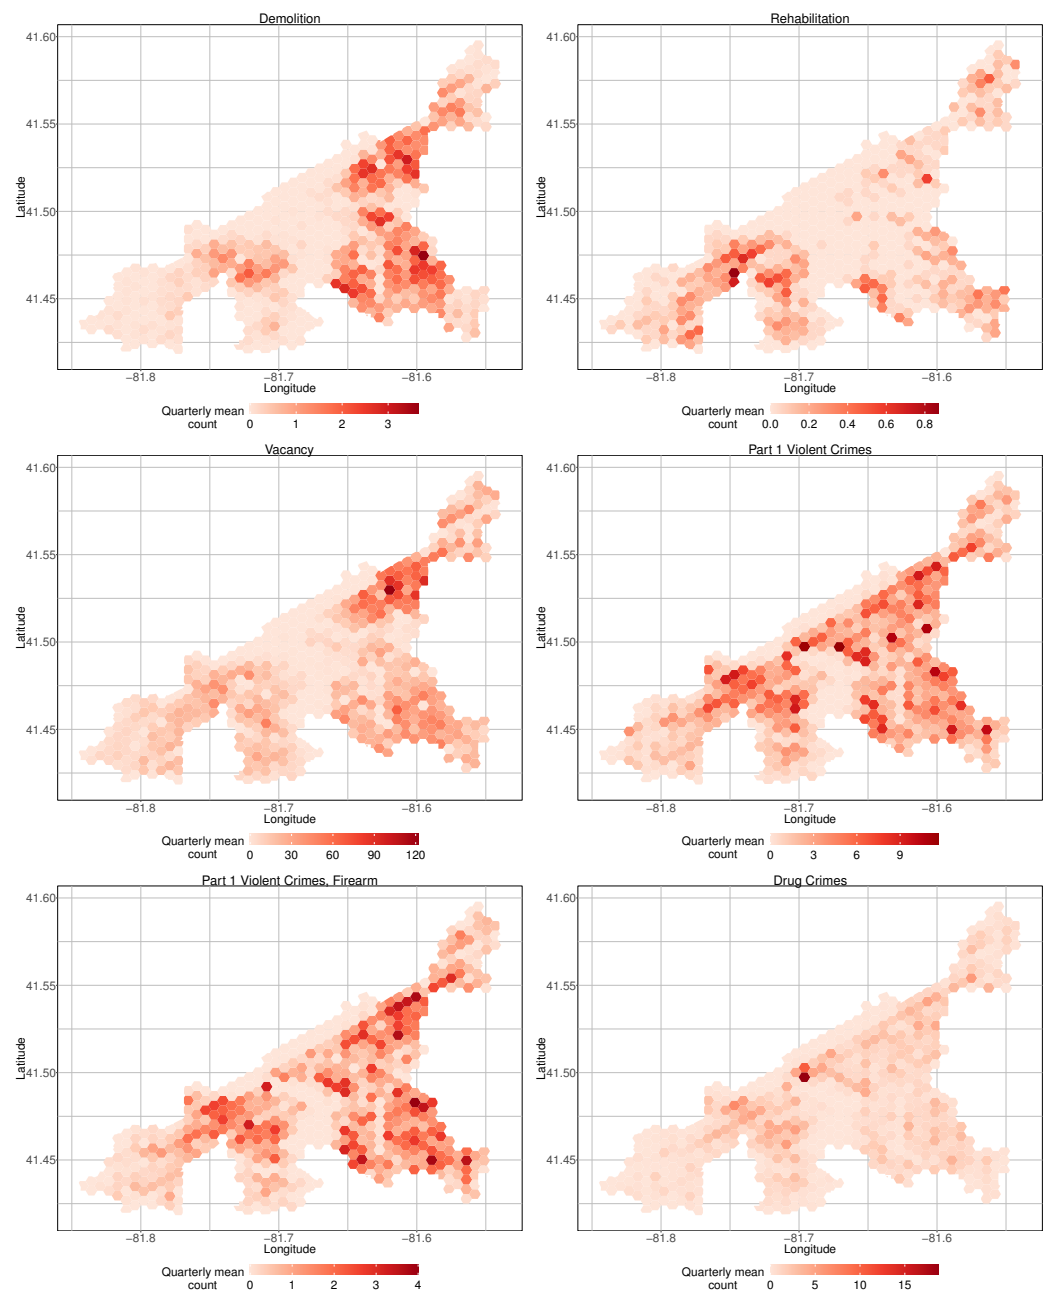 Demolition
Rehabilitation
41.60
41.55
41.50
41.45
Latitude
−81.8 −81.7 −81.6
Longitude
Quarterly mean count
0 1 2 3
41.60
41.55
41.50
41.45
Latitude
−81.8 −81.7 −81.6
Longitude
Quarterly mean count
0.0 0.2 0.4 0.6 0.8
Vacancy
Part 1 Violent Crimes
41.60
41.55
41.50
41.45
Latitude
−81.8 −81.7 −81.6
Longitude
Quarterly mean count
0 30 60 90 120
41.60
41.55
41.50
41.45
Latitude
−81.8 −81.7 −81.6
Longitude
Quarterly mean count
0 3 6 9
Part 1 Violent Crimes, Firearm
Drug Crimes
41.60
41.55
41.50
41.45
Latitude
−81.8 −81.7 −81.6
Longitude
Quarterly mean count
0 1 2 3 4
41.60
41.55
41.50
41.45
Latitude
−81.8 −81.7 −81.6
Longitude
Quarterly mean count
0 5 10 15